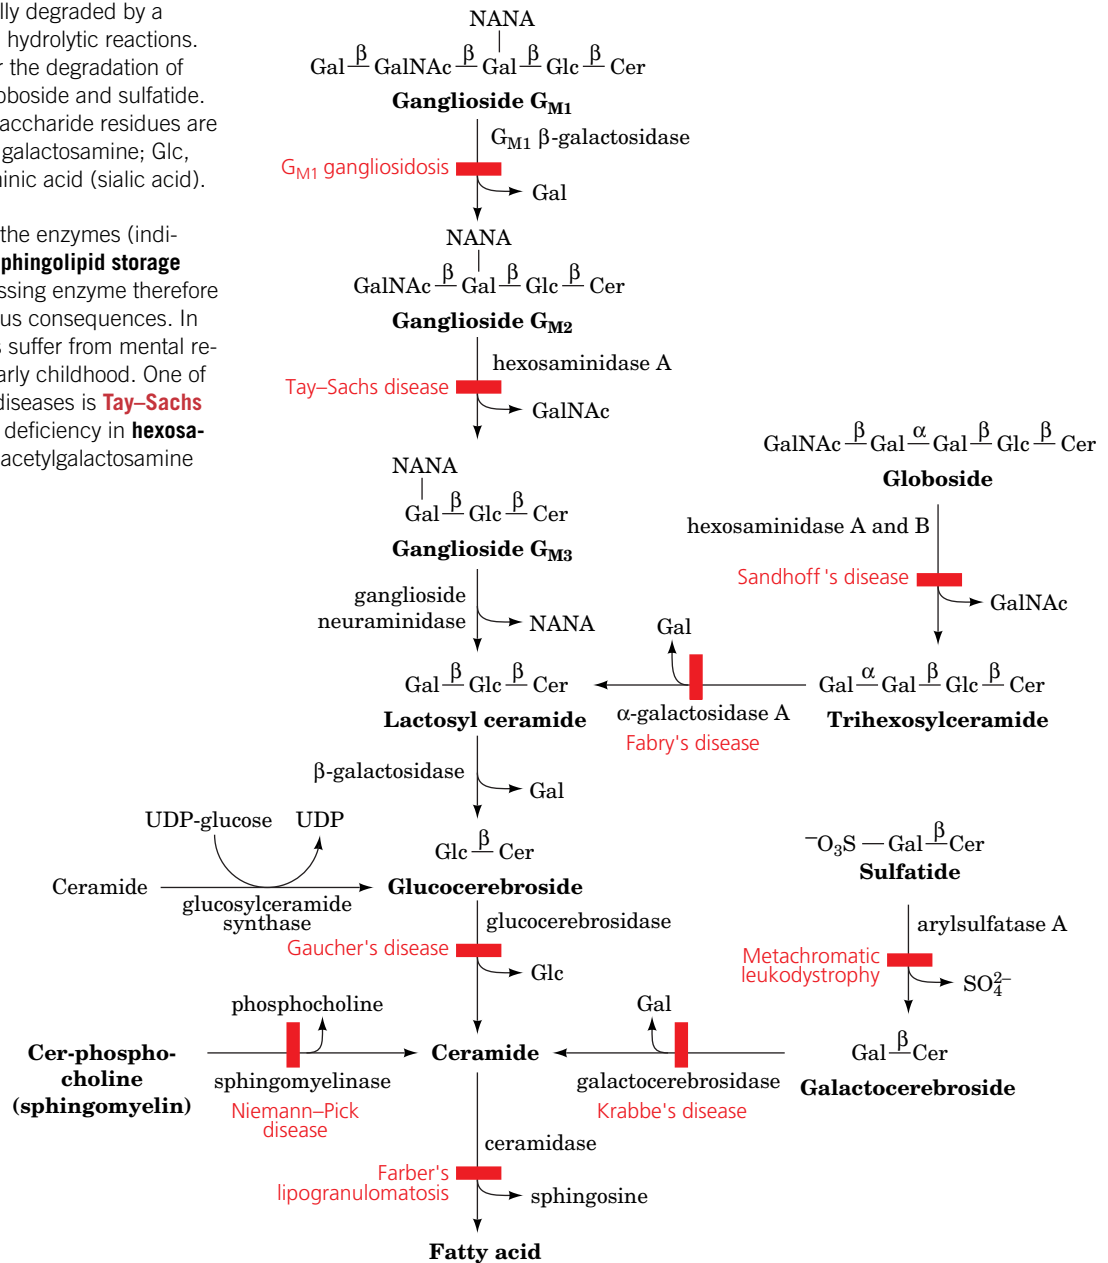 lly degraded by a
hydrolytic reactions.
r the degradation of
oboside and sulfatide.
saccharide residues are
galactosamine; Glc,
ninic acid (sialic acid).
the enzymes (indi-
phingolipid storage
ssing enzyme therefore
us consequences. In
s suffer from mental re-
arly childhood. One of
diseases is Tay–Sachs
deficiency in hexosa-
acetylgalactosamine
NANA
Gal β GalNAc β Gal β Glc β Cer
Ganglioside GM1
GM1 β-galactosidase
GM1 gangliosidosis
Gal
NANA
GalNAc β Gal β Glc β Cer
Ganglioside GM2
hexosaminidase A
Tay–Sachs disease
GalNAc
NANA
Gal β Glc β Cer
Ganglioside GM3
ganglioside
neuraminidase
NANA
GalNAc β Gal α Gal β Glc β Cer
Globoside
hexosaminidase A and B
Sandhoff's disease
GalNAc
Gal α Gal β Glc β Cer
Trihexosylceramide
Gal
α-galactosidase A
Fabry's disease
Gal β Glc β Cer
Lactosyl ceramide
β-galactosidase
Gal
UDP-glucose UDP
Ceramide
glucosylceramide
synthase
Glc β Cer
Glucocerebroside
glucocerebrosidase
Gaucher's disease
Glc
⁻O3S — Gal β Cer
Sulfatide
arylsulfatase A
Metachromatic
leukodystrophy
SO4²⁻
Gal β Cer
Galactocerebroside
Gal
galactocerebrosidase
Krabbe's disease
phosphocholine
Cer-phospho-
choline
(sphingomyelin)
sphingomyelinase
Niemann–Pick
disease
Ceramide
ceramidase
Farber's
lipogranulomatosis
sphingosine
Fatty acid